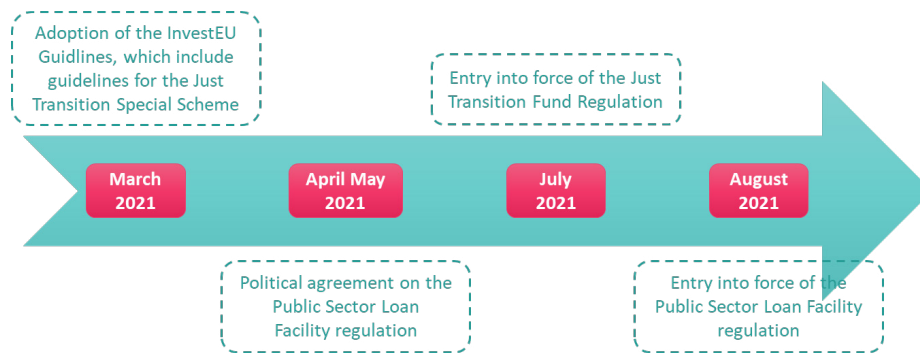 Adoption of the InvestEU
Guidlines, which include
guidelines for the Just
Transition Special Scheme
Entry into force of the Just
Transition Fund Regulation
March
2021
April May
2021
July
2021
August
2021
Political agreement on the
Public Sector Loan
Facility regulation
Entry into force of the
Public Sector Loan Facility
regulation